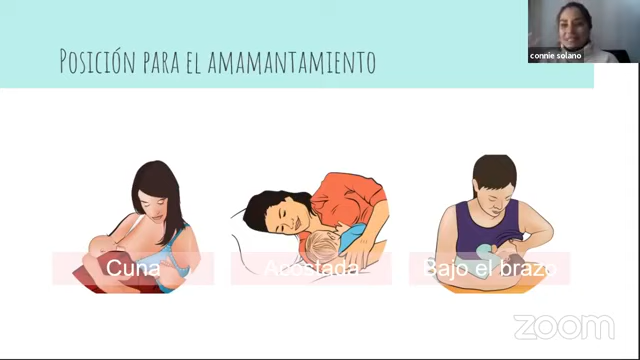 Posición para el amamantamiento
connie solano
Cuna
Acostada
Bajo el brazo
zoom